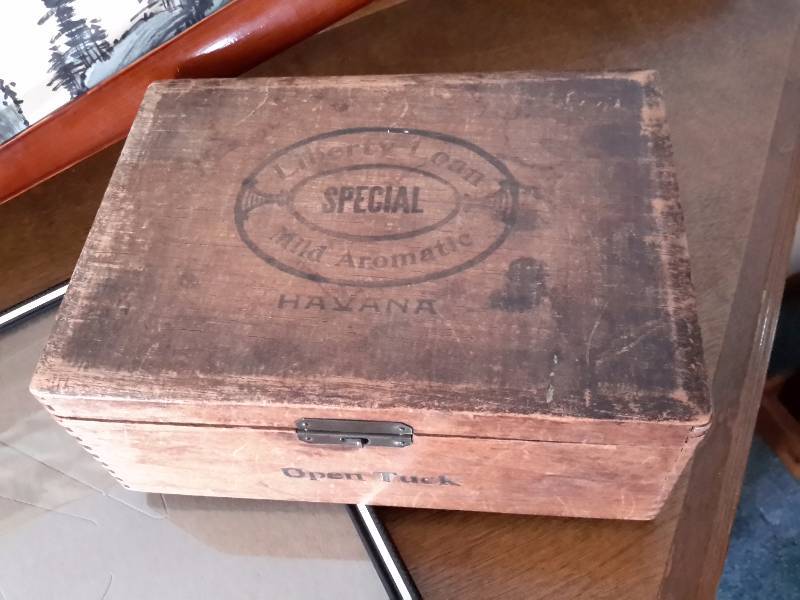 Liberty Loan
SPECIAL
Mild Aromatic
HAVANA
Open Tuck